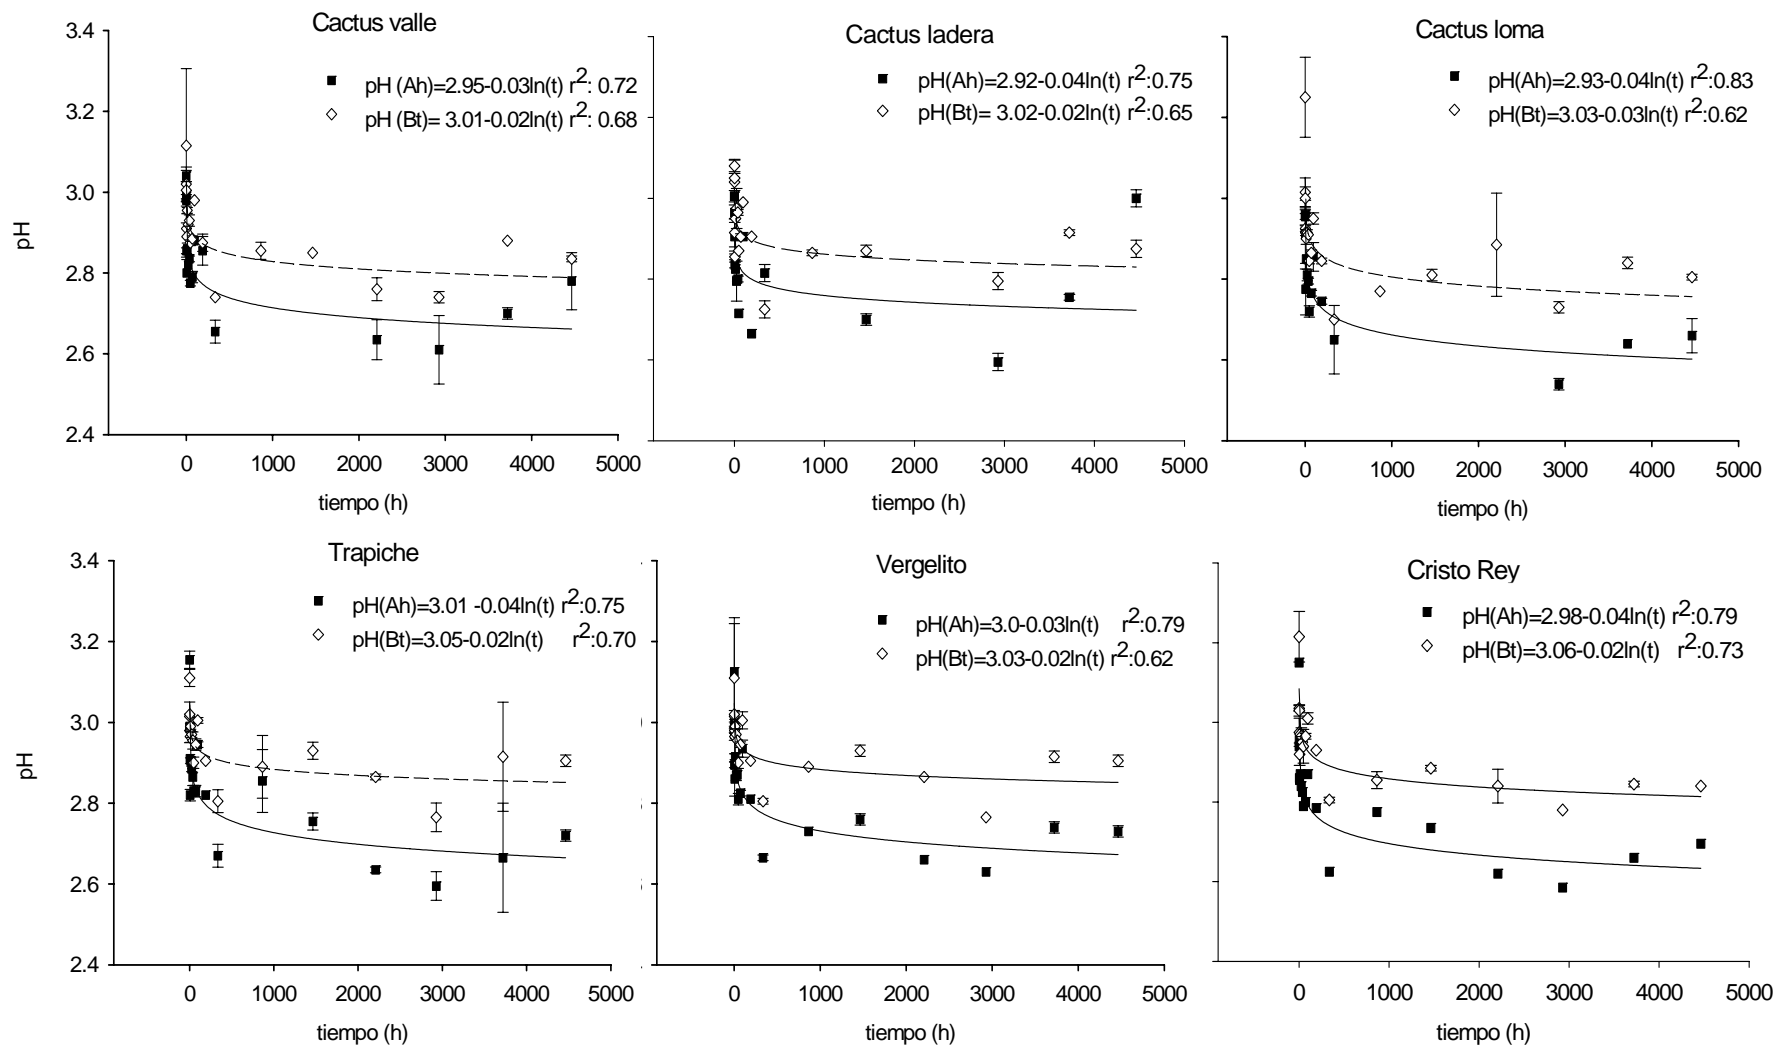 Cactus valle
pH (Ah)=2.95-0.03ln(t) r2: 0.72
pH (Bt)= 3.01-0.02ln(t) r2: 0.68
3.4
3.2
3.0
2.8
2.6
2.4
pH
0 1000 2000 3000 4000 5000
tiempo (h)
Cactus ladera
pH(Ah)=2.92-0.04ln(t) r2:0.75
pH(Bt)= 3.02-0.02ln(t) r2:0.65
0 1000 2000 3000 4000 5000
tiempo (h)
Cactus loma
pH(Ah)=2.93-0.04ln(t) r2:0.83
pH(Bt)=3.03-0.03ln(t) r2:0.62
0 1000 2000 3000 4000 5000
tiempo (h)
Trapiche
pH(Ah)=3.01 -0.04ln(t) r2:0.75
pH(Bt)=3.05-0.02ln(t) r2:0.70
3.4
3.2
3.0
2.8
2.6
2.4
pH
0 1000 2000 3000 4000 5000
tiempo (h)
Vergelito
pH(Ah)=3.0-0.03ln(t) r2:0.79
pH(Bt)=3.03-0.02ln(t) r2:0.62
0 1000 2000 3000 4000 5000
tiempo (h)
Cristo Rey
pH(Ah)=2.98-0.04ln(t) r2:0.79
pH(Bt)=3.06-0.02ln(t) r2:0.73
0 1000 2000 3000 4000 5000
tiempo (h)